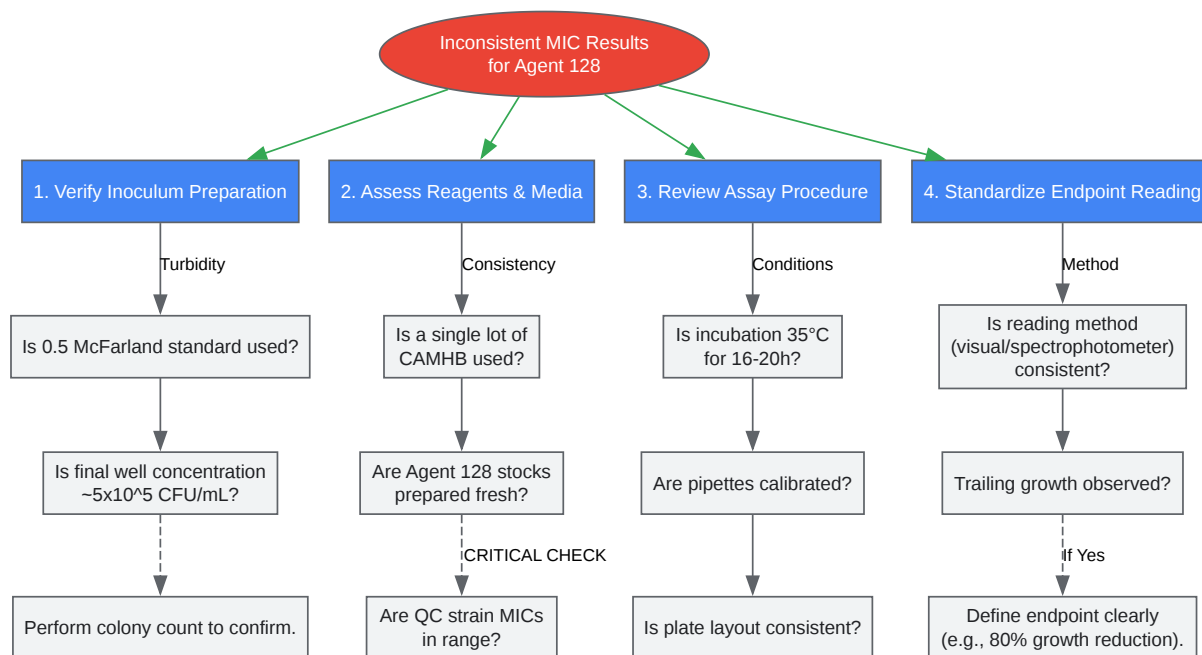 Inconsistent MIC Results
for Agent 128
1. Verify Inoculum Preparation
2. Assess Reagents & Media
3. Review Assay Procedure
4. Standardize Endpoint Reading
Turbidity
Consistency
Conditions
Method
Is 0.5 McFarland standard used?
Is a single lot of
CAMHB used?
Is incubation 35°C
for 16-20h?
Is reading method
(visual/spectrophotometer)
consistent?
Is final well concentration
~5x10^5 CFU/mL?
Are Agent 128 stocks
prepared fresh?
Are pipettes calibrated?
Trailing growth observed?
CRITICAL CHECK
If Yes
Perform colony count to confirm.
Are QC strain MICs
in range?
Is plate layout consistent?
Define endpoint clearly
(e.g., 80% growth reduction).